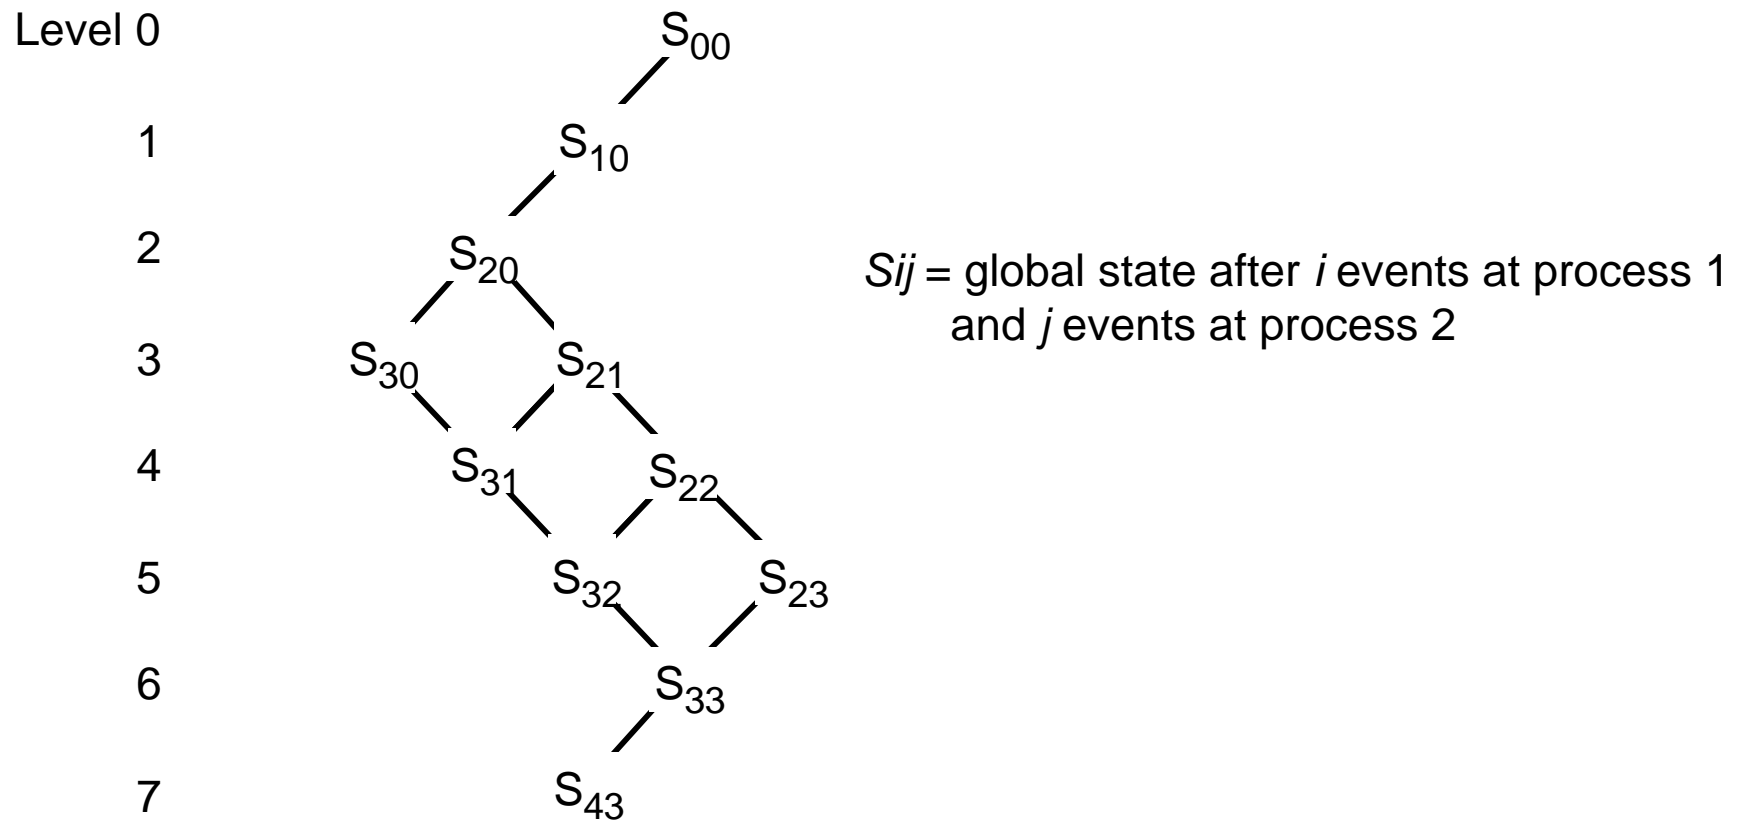 Level 0 S00
1 S10
2 S20
Sij = global state after i events at process 1
and j events at process 2
3 S30 S21
4 S31 S22
5 S32 S23
6 S33
7 S43